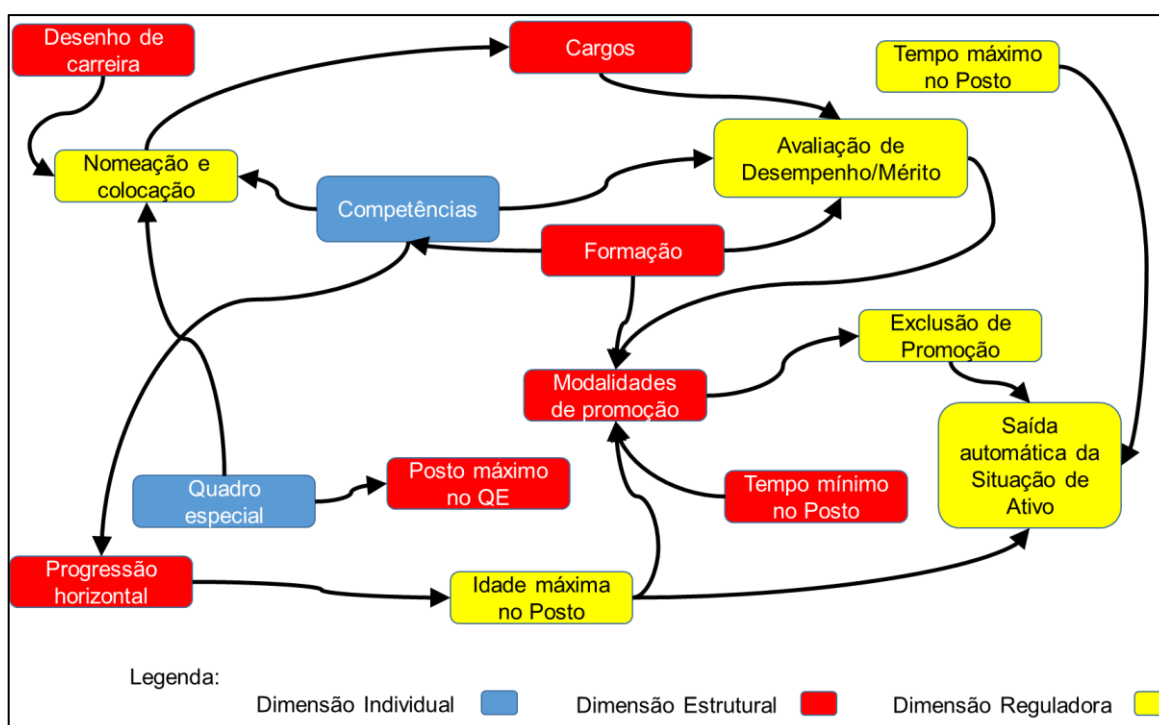 Desenho de
carreira
Cargos
Tempo máximo
no Posto
Nomeação e
colocação
Avaliação de
Desempenho/Mérito
Competências
Formação
Exclusão de
Promoção
Modalidades
de promoção
Saída
automática da
Situação de
Ativo
Quadro
especial
Posto máximo
no QE
Tempo mínimo
no Posto
Progressão
horizontal
Idade máxima
no Posto
Legenda:
Dimensão Individual
Dimensão Estrutural
Dimensão Reguladora